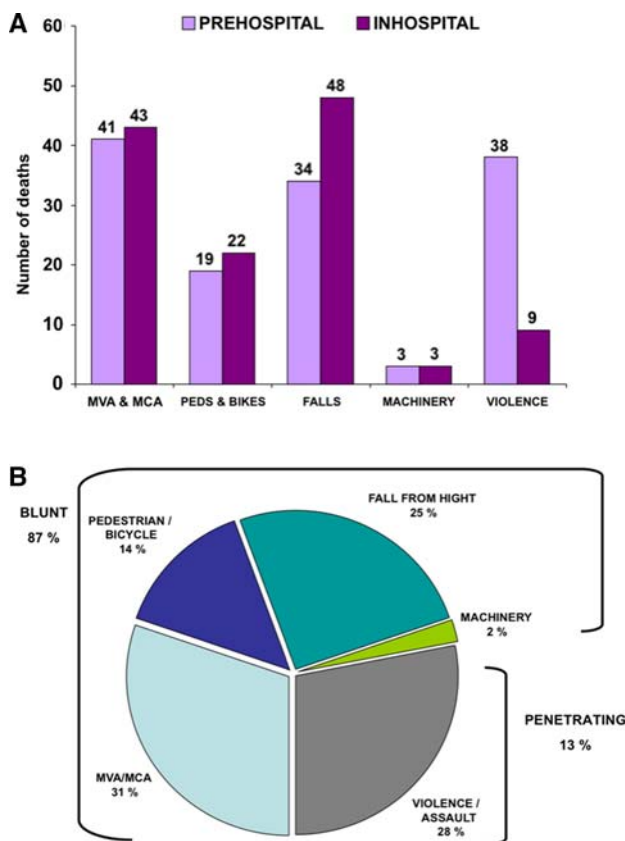 A
PREHOSPITAL INHOSPITAL
Number of deaths
60
50
40
30
20
10
0
41 43
19 22
34 48
3 3
38 9
MVA & MCA PEDS & BIKES FALLS MACHINERY VIOLENCE
B
BLUNT
87 %
PEDESTRIAN /
BICYCLE
14 %
FALL FROM HIGHT
25 %
MACHINERY
2 %
PENETRATING
13 %
MVA/MCA
31 %
VIOLENCE /
ASSAULT
28 %